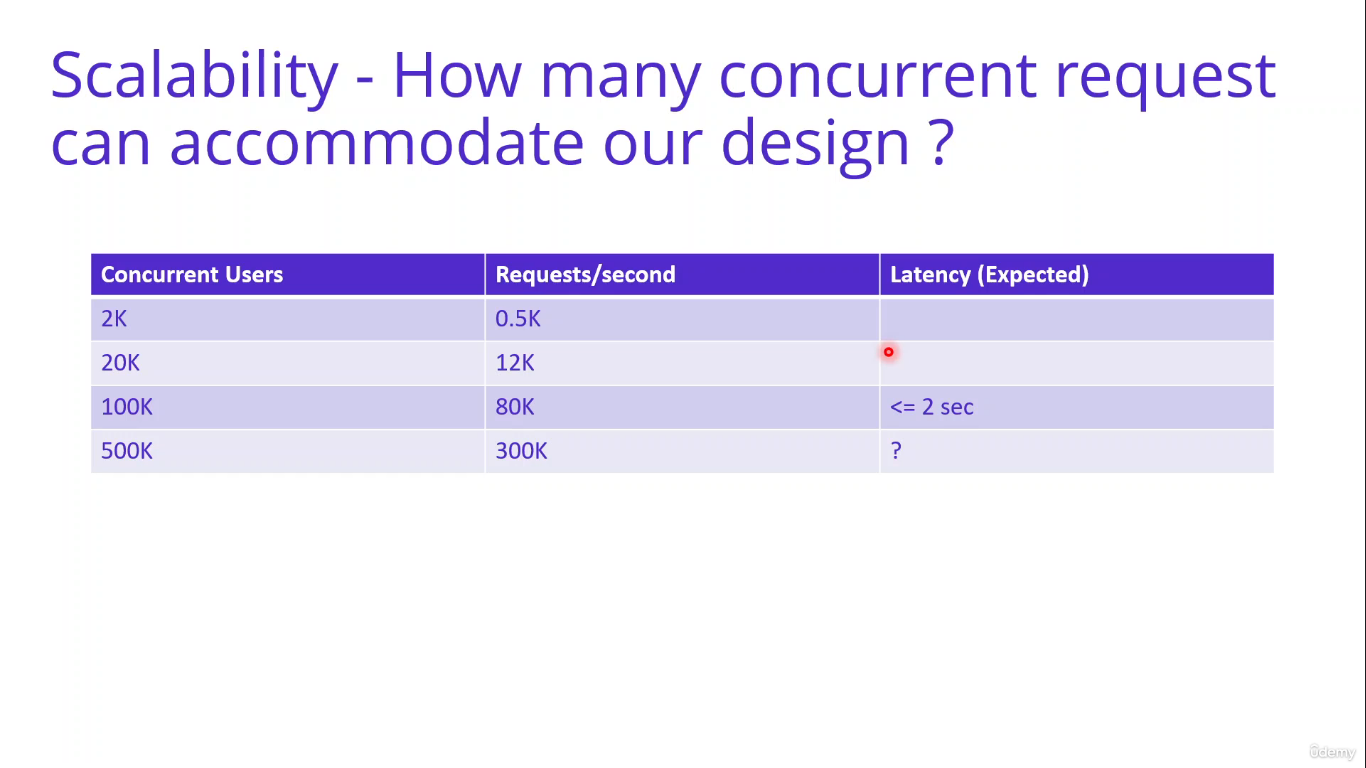 Scalability - How many concurrent request
can accommodate our design ?
Concurrent Users Requests/second Latency (Expected)
2K 0.5K
20K 12K
100K 80K <= 2 sec
500K 300K ?
ûdemy